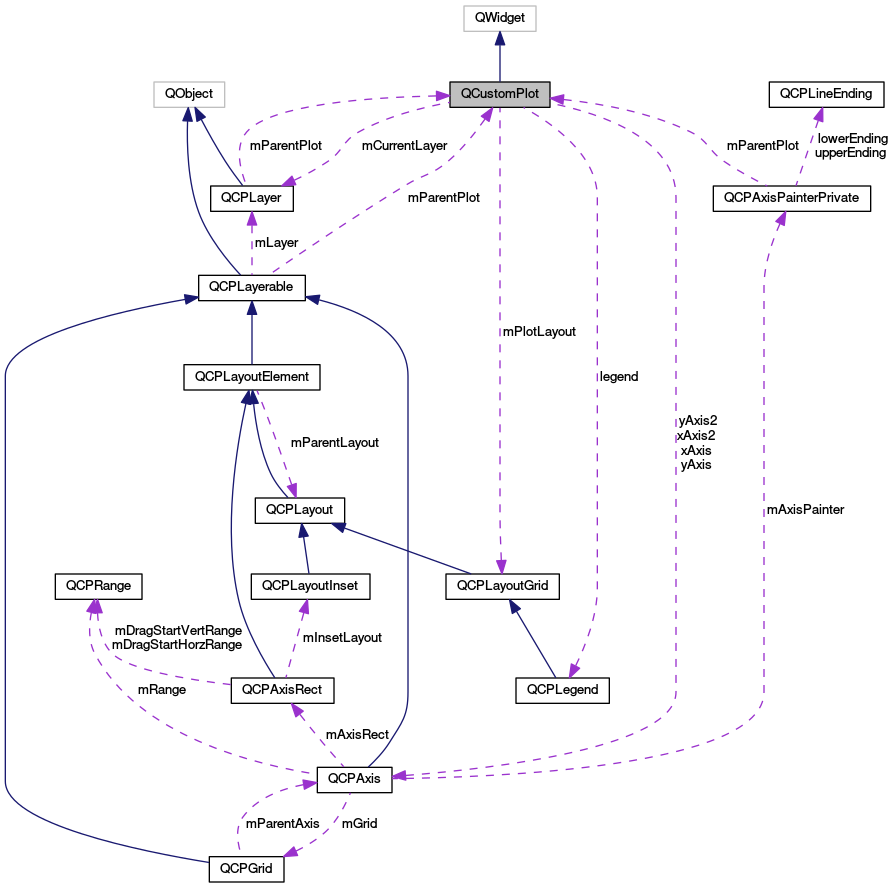 QWidget
QObject
QCustomPlot
QCPLineEnding
mParentPlot
mCurrentLayer
mParentPlot
lowerEnding
upperEnding
QCPLayer
mParentPlot
QCPAxisPainterPrivate
mLayer
QCPLayerable
mPlotLayout
QCPLayoutElement
legend
mParentLayout
yAxis2
xAxis2
xAxis
yAxis
QCPLayout
mAxisPainter
QCPRange
QCPLayoutInset
QCPLayoutGrid
mDragStartVertRange
mDragStartHorzRange
mInsetLayout
mRange
QCPAxisRect
QCPLegend
mAxisRect
QCPAxis
mParentAxis
mGrid
QCPGrid